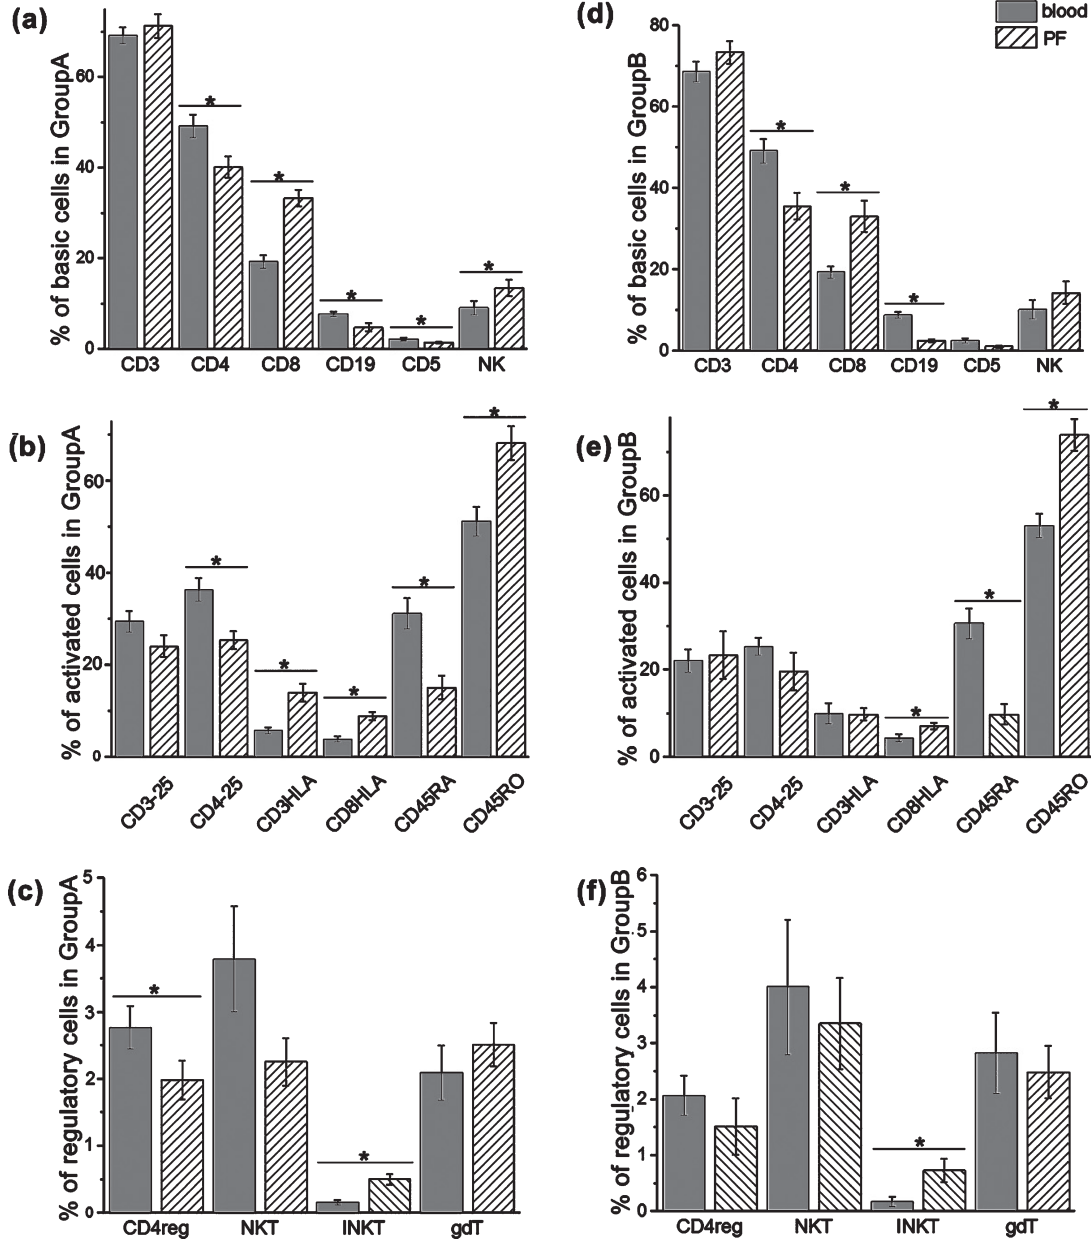 (a)
% of basic cells in GroupA
60
40
20
0
*
*
*
*
*
CD3 CD4 CD8 CD19 CD5 NK
(d)
blood
PF
% of basic cells in GroupB
80
60
40
20
0
*
*
*
CD3 CD4 CD8 CD19 CD5 NK
(b)
% of activated cells in GroupA
60
40
20
0
*
*
*
*
*
CD3-25 CD4-25 CD3HLA CD8HLA CD45RA CD45RO
(e)
% of activated cells in GroupB
60
40
20
0
*
*
*
CD3-25 CD4-25 CD3HLA CD8HLA CD45RA CD45RO
(c)
% of regulatory cells in GroupA
5
4
3
2
1
0
*
*
CD4reg NKT INKT gdT
(f)
% of regulatory cells in GroupB
6
5
4
3
2
1
0
*
CD4reg NKT INKT gdT